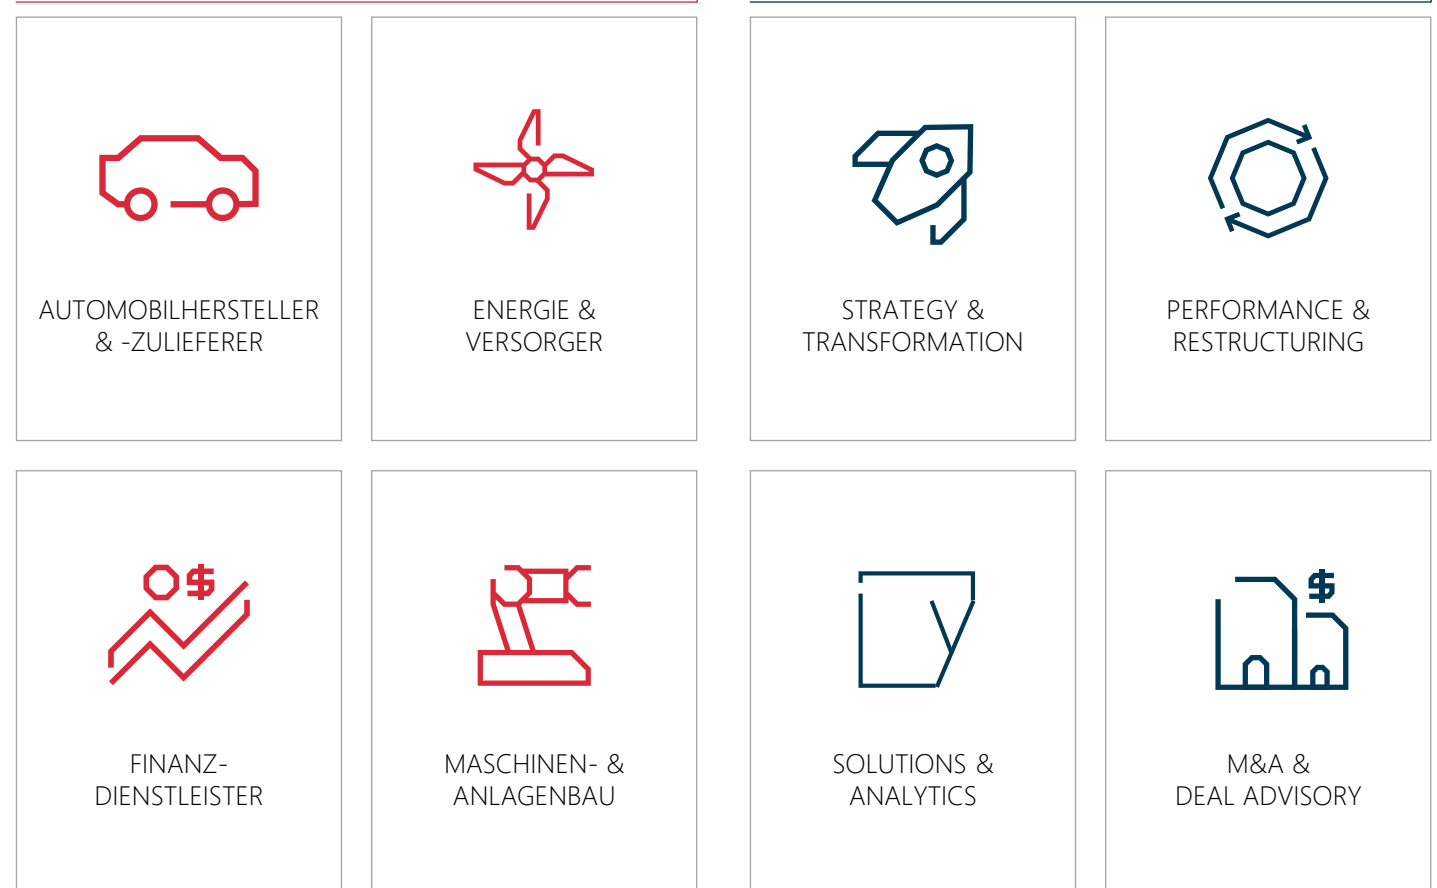 AUTOMOBILHERSTELLER
& -ZULIEFERER
ENERGIE &
VERSORGER
STRATEGY &
TRANSFORMATION
PERFORMANCE &
RESTRUCTURING
$
FINANZ-
DIENSTLEISTER
MASCHINEN- &
ANLAGENBAU
SOLUTIONS &
ANALYTICS
$
M&A &
DEAL ADVISORY